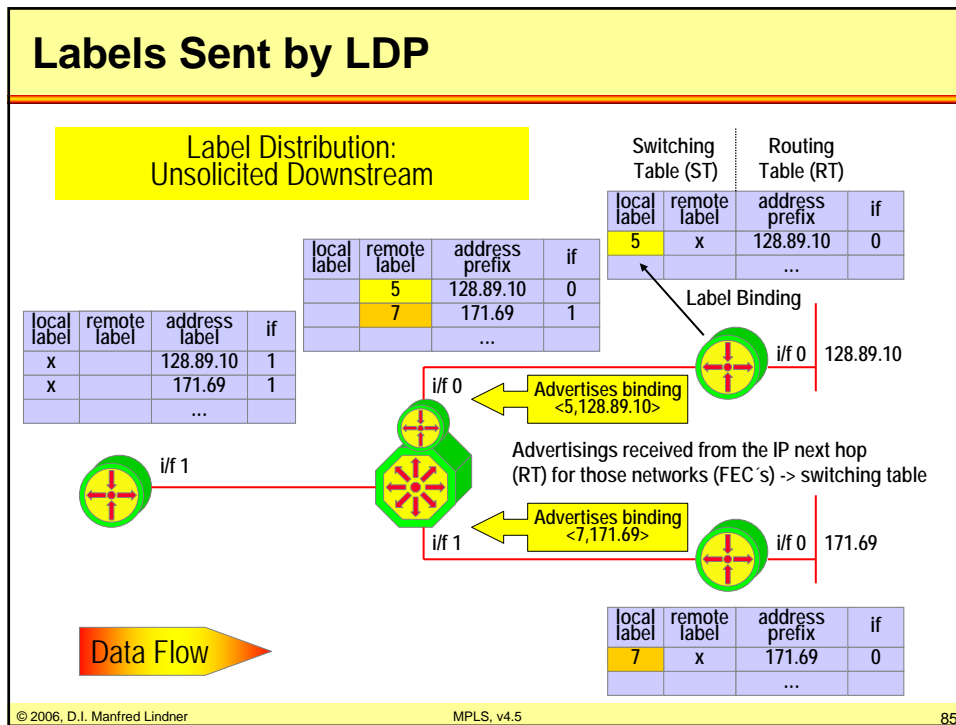 Labels Sent by LDP
Label Distribution:
Unsolicited Downstream
Switching
Table (ST)
Routing
Table (RT)
local
label
remote
label
address
prefix
if
5
x
128.89.10
0
...
Label Binding
local
label
remote
label
address
prefix
if
5
128.89.10
0
7
171.69
1
...
local
label
remote
label
address
label
if
x
128.89.10
1
x
171.69
1
...
i/f 0
Advertises binding
<5,128.89.10>
i/f 0
128.89.10
i/f 1
Advertisings received from the IP next hop
(RT) for those networks (FEC´s) -> switching table
i/f 1
Advertises binding
<7,171.69>
i/f 0
171.69
local
label
remote
label
address
prefix
if
7
x
171.69
0
...
Data Flow
© 2006, D.I. Manfred Lindner
MPLS, v4.5
85